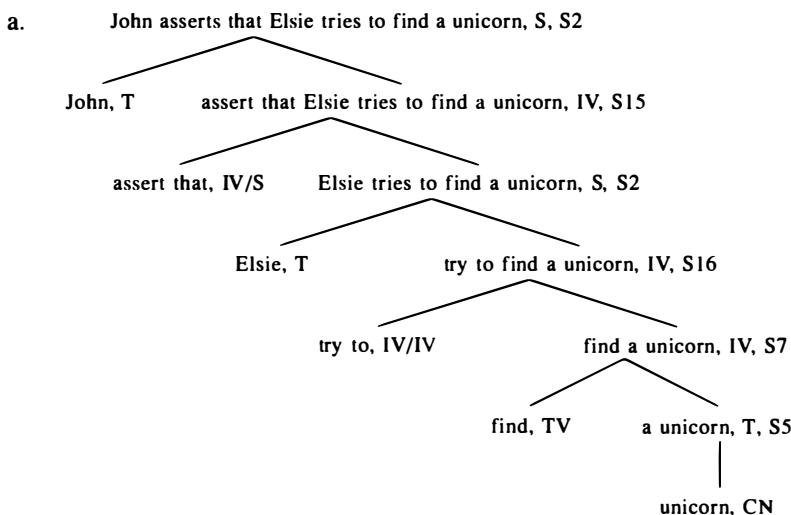 a. John asserts that Elsie tries to find a unicorn, S, S2
John, T assert that Elsie tries to find a unicorn, IV, S15
assert that, IV/S Elsie tries to find a unicorn, S, S2
Elsie, T try to find a unicorn, IV, S16
try to, IV/IV find a unicorn, IV, S7
find, TV a unicorn, T, S5
unicorn, CN